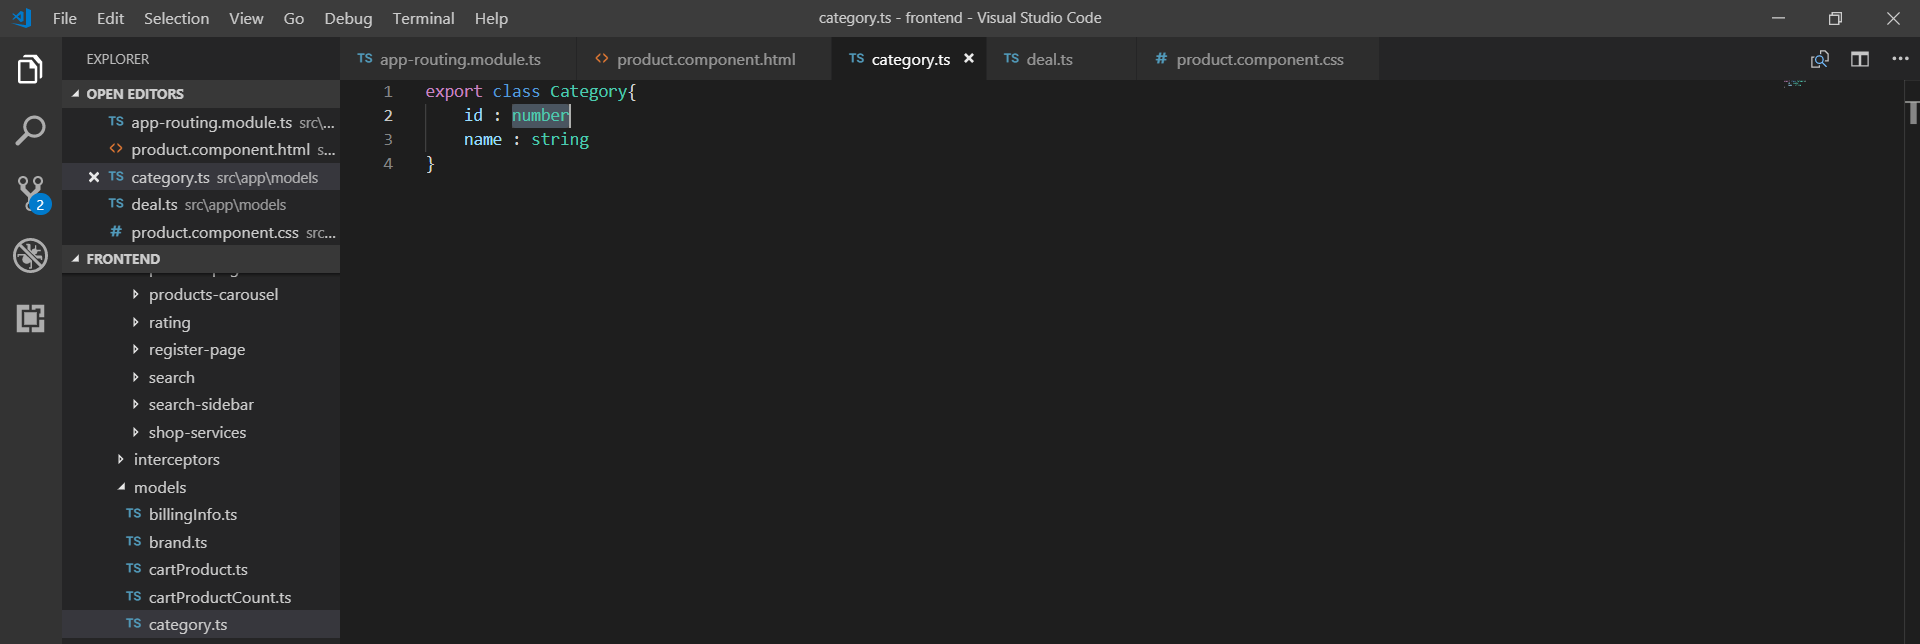 File Edit Selection View Go Debug Terminal Help category.ts - frontend - Visual Studio Code
EXPLORER
OPEN EDITORS
TS app-routing.module.ts src\...
<> product.component.html s...
TS category.ts src\app\models
TS deal.ts src\app\models
# product.component.css src...
2
FRONTEND
products-carousel
rating
register-page
search
search-sidebar
shop-services
interceptors
models
TS billingInfo.ts
TS brand.ts
TS cartProduct.ts
TS cartProductCount.ts
TS category.ts
TS app-routing.module.ts <> product.component.html TS category.ts TS deal.ts # product.component.css
1 export class Category{
2 id : number
3 name : string
4 }